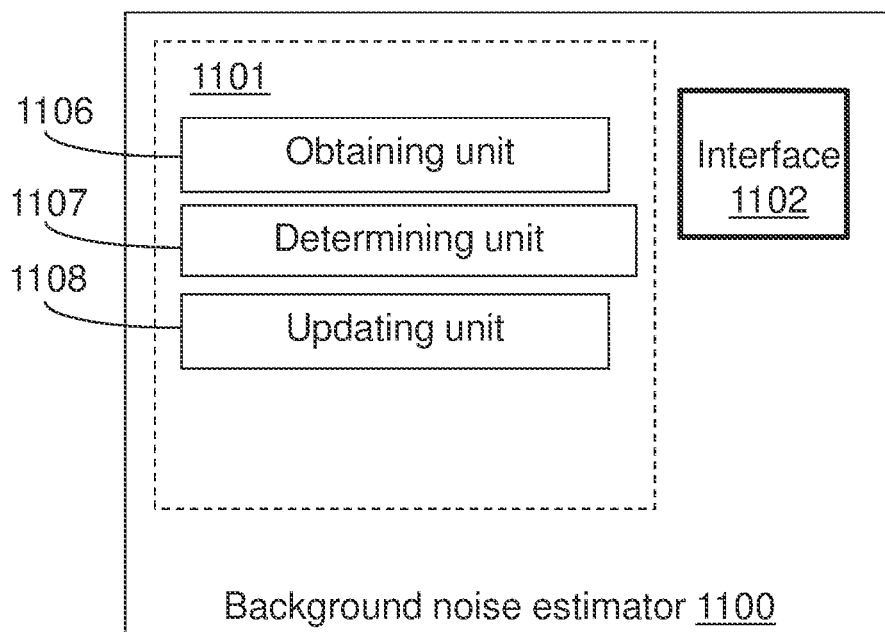 1101
1106
Obtaining unit
Interface
1102
1107
Determining unit
1108
Updating unit
Background noise estimator 1100